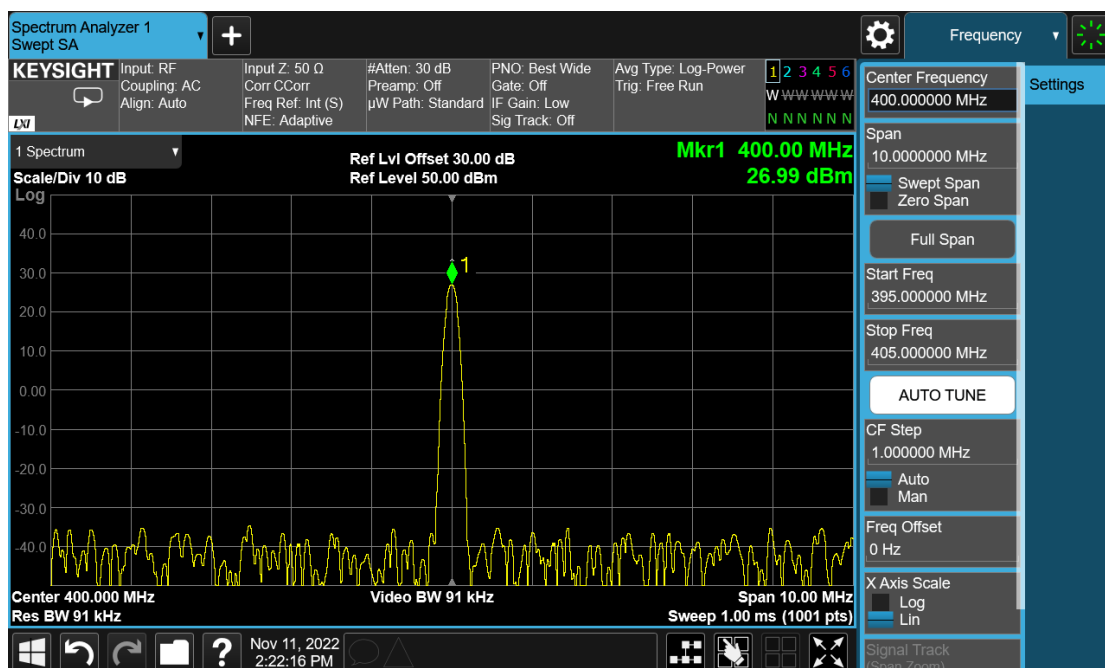 Spectrum Analyzer 1
Swept SA
+
Frequency
KEYSIGHT
LXI
Input: RF
Coupling: AC
Align: Auto
Input Z: 50 Ω
Corr CCorr
Freq Ref: Int (S)
NFE: Adaptive
#Atten: 30 dB
Preamp: Off
µW Path: Standard
PNO: Best Wide
Gate: Off
IF Gain: Low
Sig Track: Off
Avg Type: Log-Power
Trig: Free Run
1 2 3 4 5 6
W W W W W W
N N N N N N
1 Spectrum
Scale/Div 10 dB
Ref Lvl Offset 30.00 dB
Ref Level 50.00 dBm
Mkr1 400.00 MHz
26.99 dBm
Log
40.0
30.0
20.0
10.0
0.00
-10.0
-20.0
-30.0
-40.0
1
Center 400.000 MHz
Video BW 91 kHz
Span 10.00 MHz
Res BW 91 kHz
Sweep 1.00 ms (1001 pts)
Center Frequency
400.000000 MHz
Span
10.0000000 MHz
Swept Span
Zero Span
Full Span
Start Freq
395.000000 MHz
Stop Freq
405.000000 MHz
AUTO TUNE
CF Step
1.000000 MHz
Auto
Man
Freq Offset
0 Hz
X Axis Scale
Log
Lin
Signal Track
(Span Zoom)
Settings
?
Nov 11, 2022
2:22:16 PM